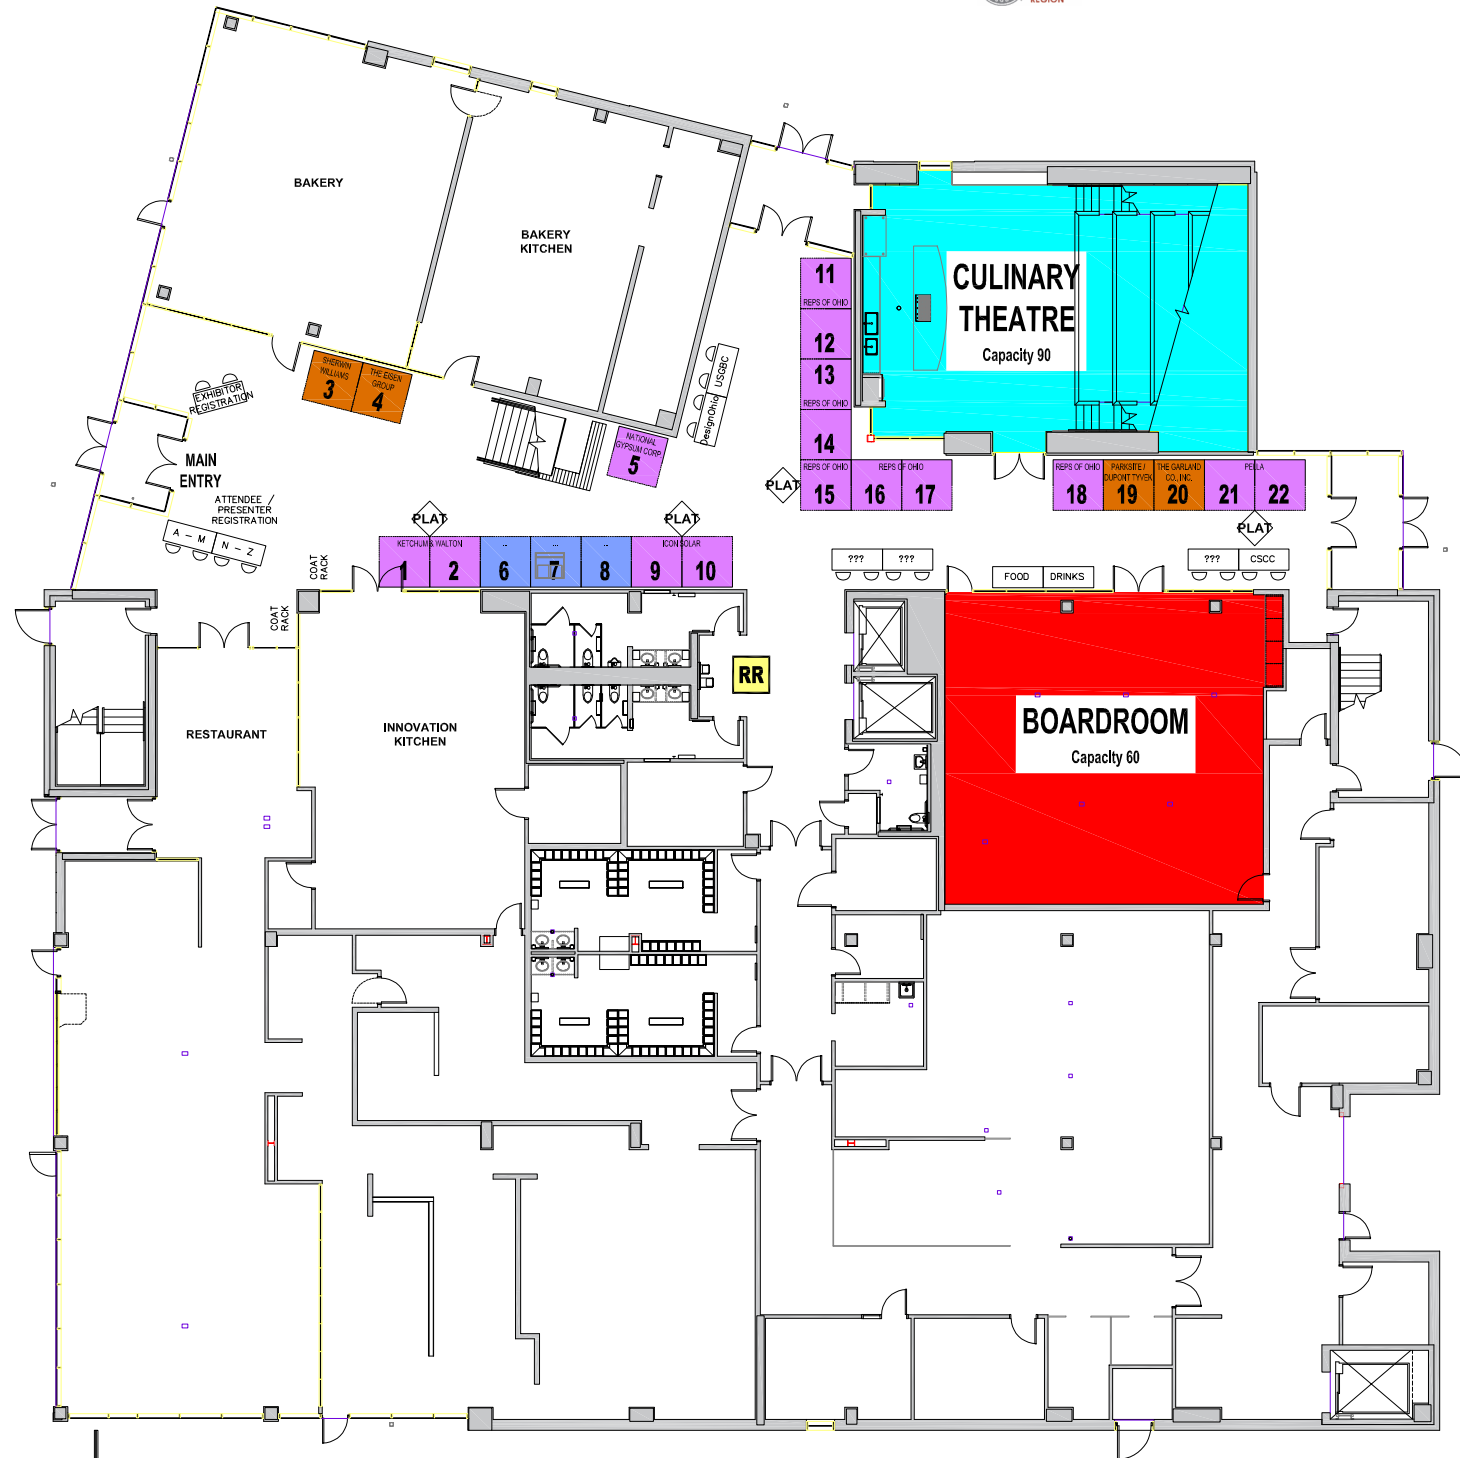 REGION
BAKERY
BAKERY
KITCHEN
CULINARY
THEATRE
Capacity 90
11
REPS OF OHIO
12
13
REPS OF OHIO
14
REPS OF OHIO
15
REPS OF OHIO
16
17
PLAT
REPS OF OHIO
18
PARKSITE /
DUPONT TYVEK
19
THE GARLAND
CO., INC.
20
PELLA
21
22
PLAT
SHERWIN
WILLIAMS
3
THE EISEN
GROUP
4
NATIONAL
GYPSUM CORP
5
USGBC
DesignOhio
EXHIBITOR
REGISTRATION
MAIN
ENTRY
ATTENDEE /
PRESENTER
REGISTRATION
A - M
N - Z
COAT
RACK
COAT
RACK
PLAT
PLAT
KETCHUM & WALTON
1
2
..
6
...
7
..
8
ICON SOLAR
9
10
???
???
FOOD
DRINKS
???
CSCC
RR
RESTAURANT
INNOVATION
KITCHEN
BOARDROOM
Capacity 60